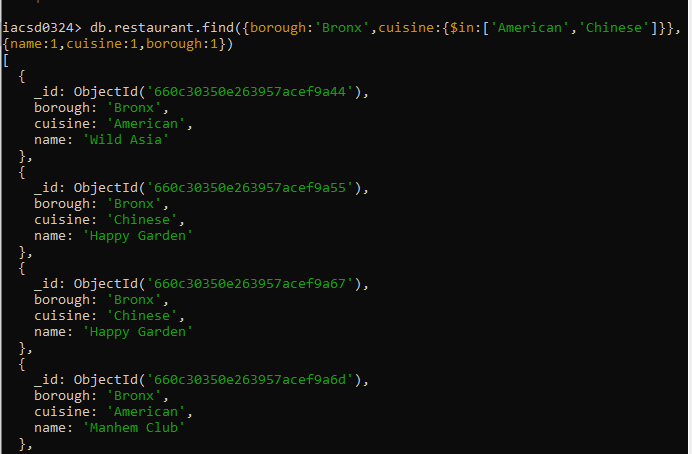 iacsd0324> db.restaurant.find({borough:'Bronx',cuisine:{$in:['American','Chinese']}},
{name:1,cuisine:1,borough:1})
[
  {
    _id: ObjectId('660c30350e263957acef9a44'),
    borough: 'Bronx',
    cuisine: 'American',
    name: 'Wild Asia'
  },
  {
    _id: ObjectId('660c30350e263957acef9a55'),
    borough: 'Bronx',
    cuisine: 'Chinese',
    name: 'Happy Garden'
  },
  {
    _id: ObjectId('660c30350e263957acef9a67'),
    borough: 'Bronx',
    cuisine: 'Chinese',
    name: 'Happy Garden'
  },
  {
    _id: ObjectId('660c30350e263957acef9a6d'),
    borough: 'Bronx',
    cuisine: 'American',
    name: 'Manhem Club'
  },